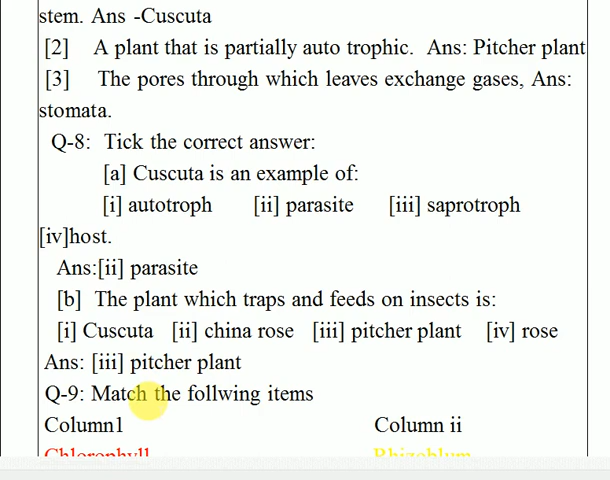 stem. Ans -Cuscuta
[2] A plant that is partially auto trophic. Ans: Pitcher plant
[3] The pores through which leaves exchange gases, Ans:
stomata.
Q-8: Tick the correct answer:
[a] Cuscuta is an example of:
[i] autotroph [ii] parasite [iii] saprotroph
[iv]host.
Ans:[ii] parasite
[b] The plant which traps and feeds on insects is:
[i] Cuscuta [ii] china rose [iii] pitcher plant [iv] rose
Ans: [iii] pitcher plant
Q-9: Match the follwing items
Column1 Column ii
Chlorophyll